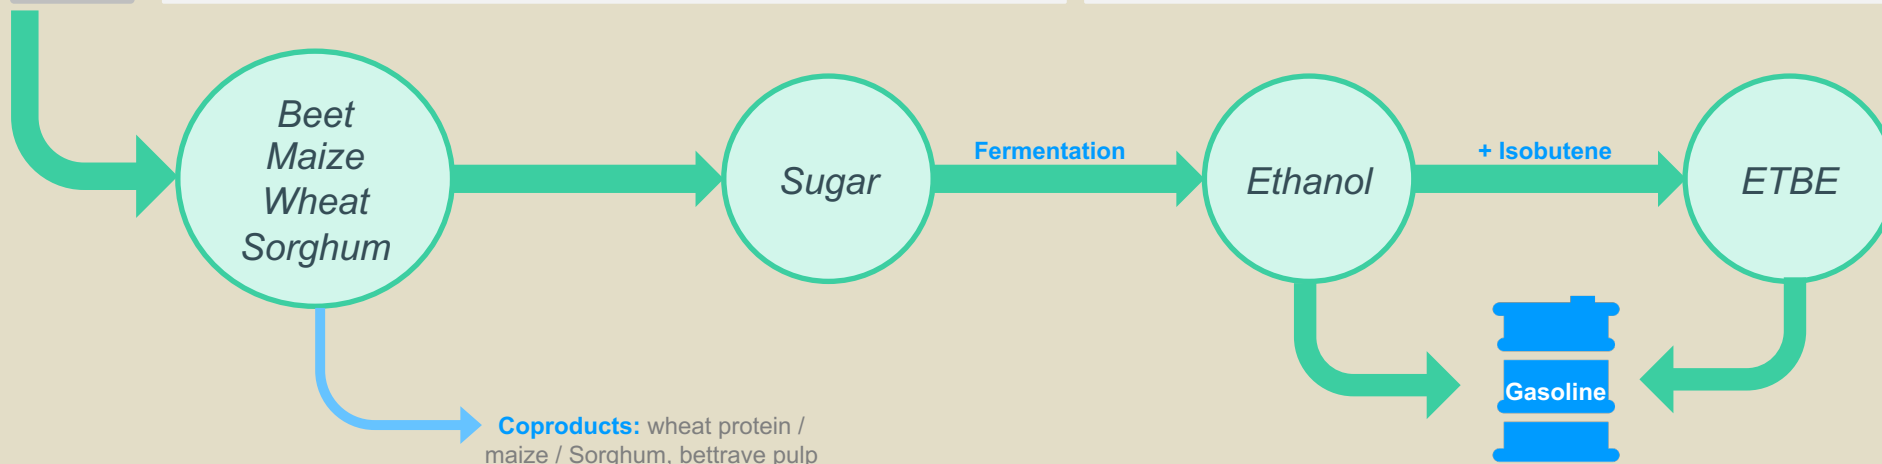 Beet
Maize
Wheat
Sorghum
Sugar
Fermentation
Ethanol
+ Isobutene
ETBE
Gasoline
Coproducts: wheat protein /
maize / Sorghum, bettrave pulp